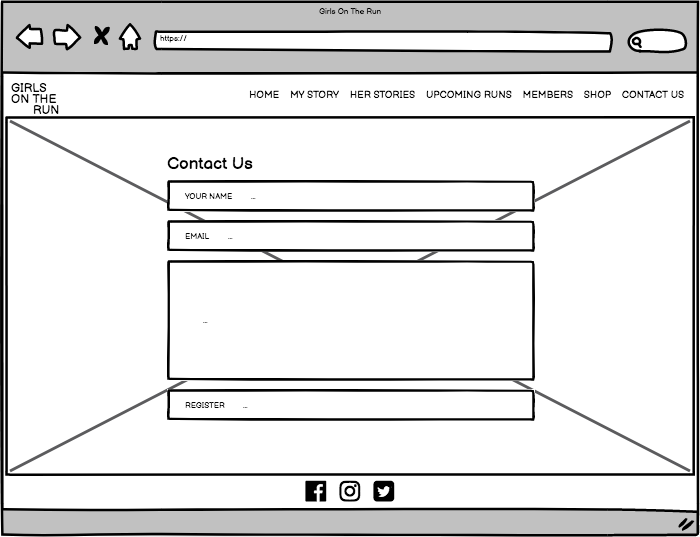 Girls On The Run
https://
GIRLS
ON THE
RUN
HOME MY STORY HER STORIES UPCOMING RUNS MEMBERS SHOP CONTACT US
Contact Us
YOUR NAME ...
EMAIL ...
...
REGISTER ...